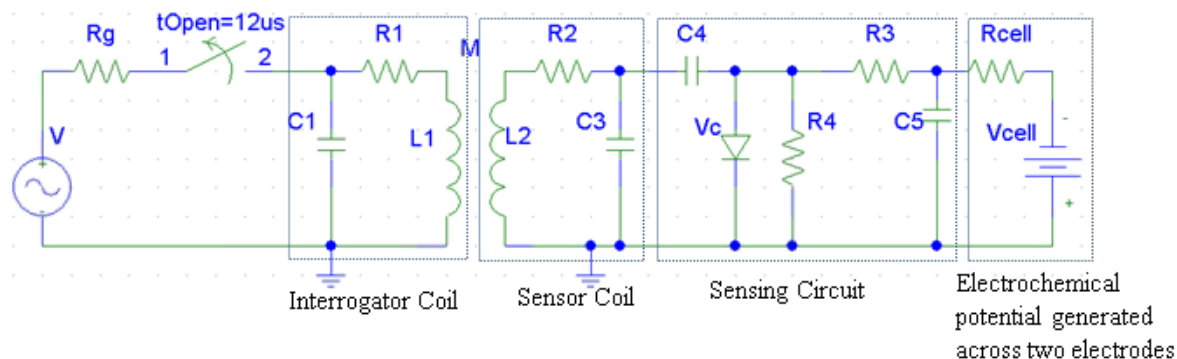 tOpen=12us
Rg
1
2
R1
M
R2
C4
R3
Rcell
V
C1
L1
L2
C3
Vc
R4
C5
-
Vcell
+
+
-
Interrogator Coil
Sensor Coil
Sensing Circuit
Electrochemical
potential generated
across two electrodes